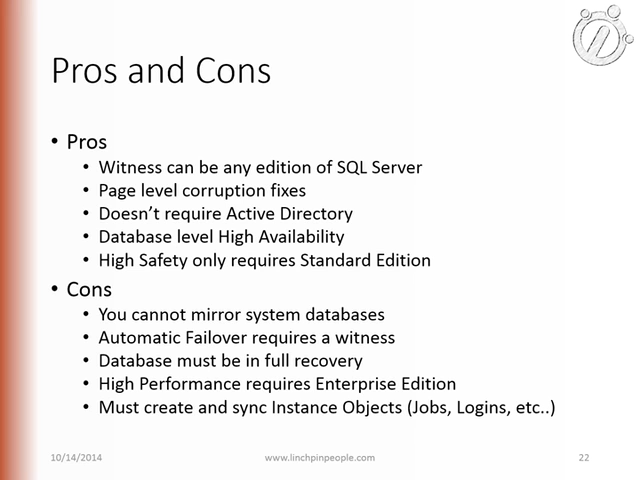 Pros and Cons
• Pros
• Witness can be any edition of SQL Server
• Page level corruption fixes
• Doesn’t require Active Directory
• Database level High Availability
• High Safety only requires Standard Edition
• Cons
• You cannot mirror system databases
• Automatic Failover requires a witness
• Database must be in full recovery
• High Performance requires Enterprise Edition
• Must create and sync Instance Objects (Jobs, Logins, etc..)
10/14/2014 www.linchpinpeople.com 22